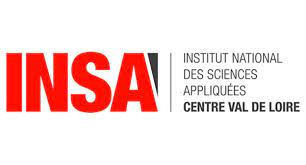 INSA
INSTITUT NATIONAL
DES SCIENCES
APPLIQUÉES
CENTRE VAL DE LOIRE